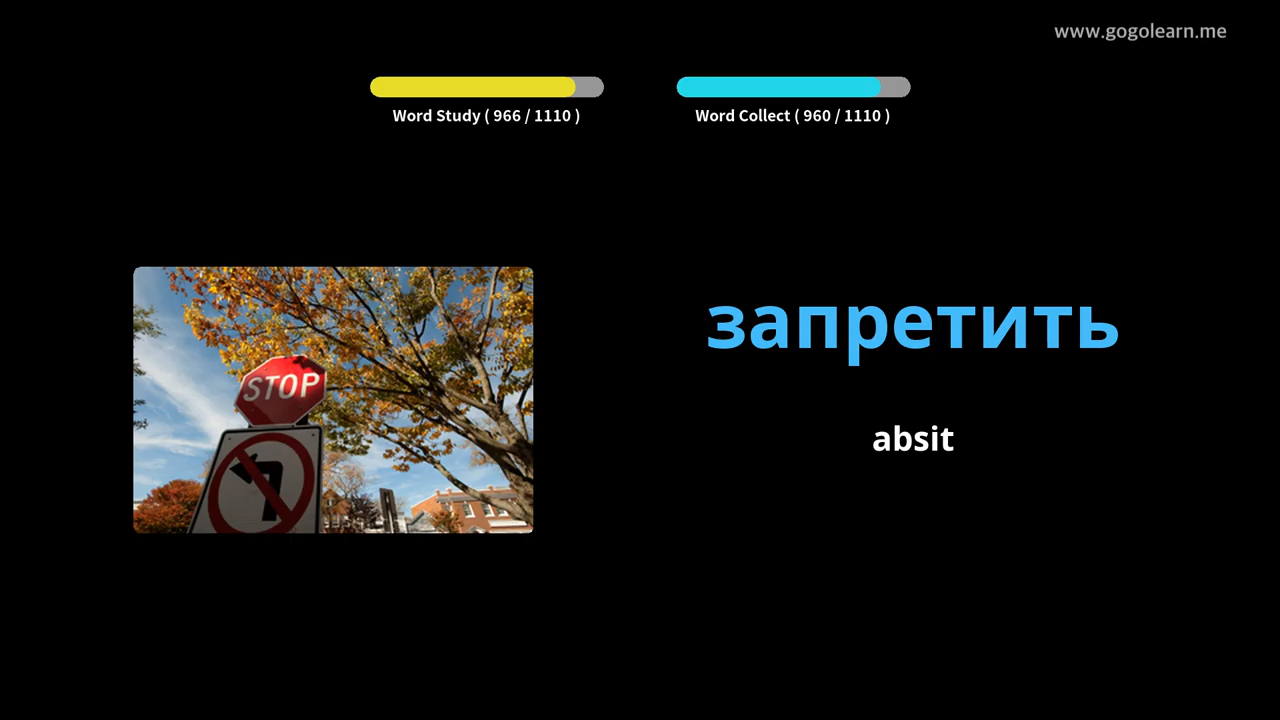 www.gogolearn.me
Word Study ( 966 / 1110 )
Word Collect ( 960 / 1110 )
STOP
запретить
absit